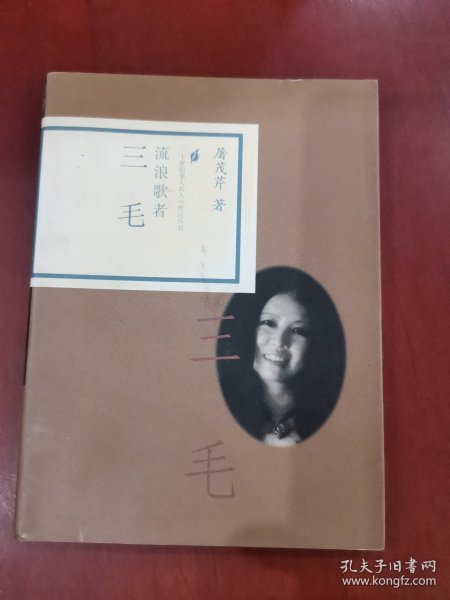 屠茂芹 著
流浪歌者
三毛
三毛
孔夫子旧书网
www.kongfz.com